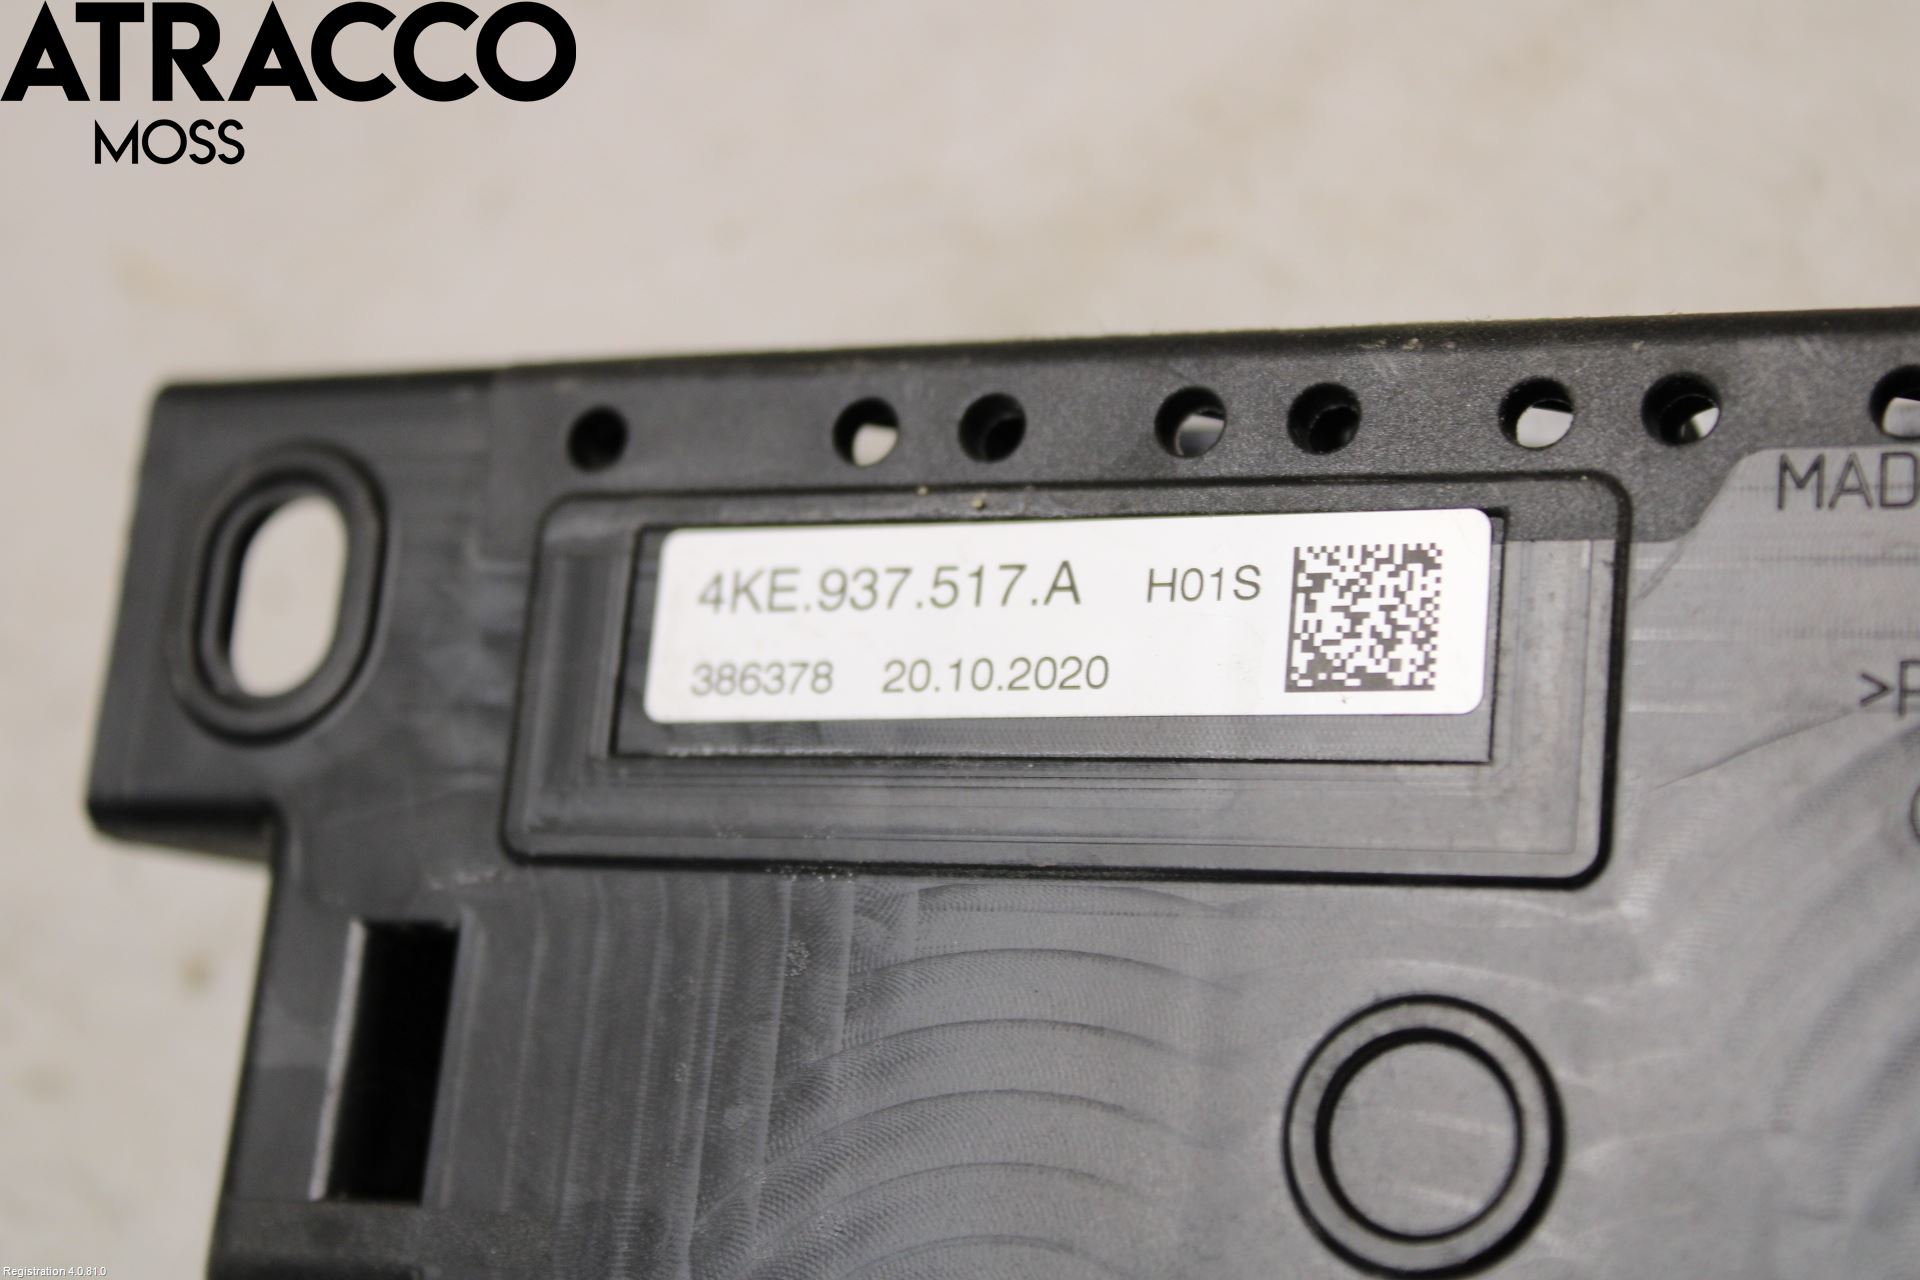 ATRACCO
MOSS
MAD
4KE.937.517.A H01S
386378 20.10.2020
>P
Registration 4.0.81.0